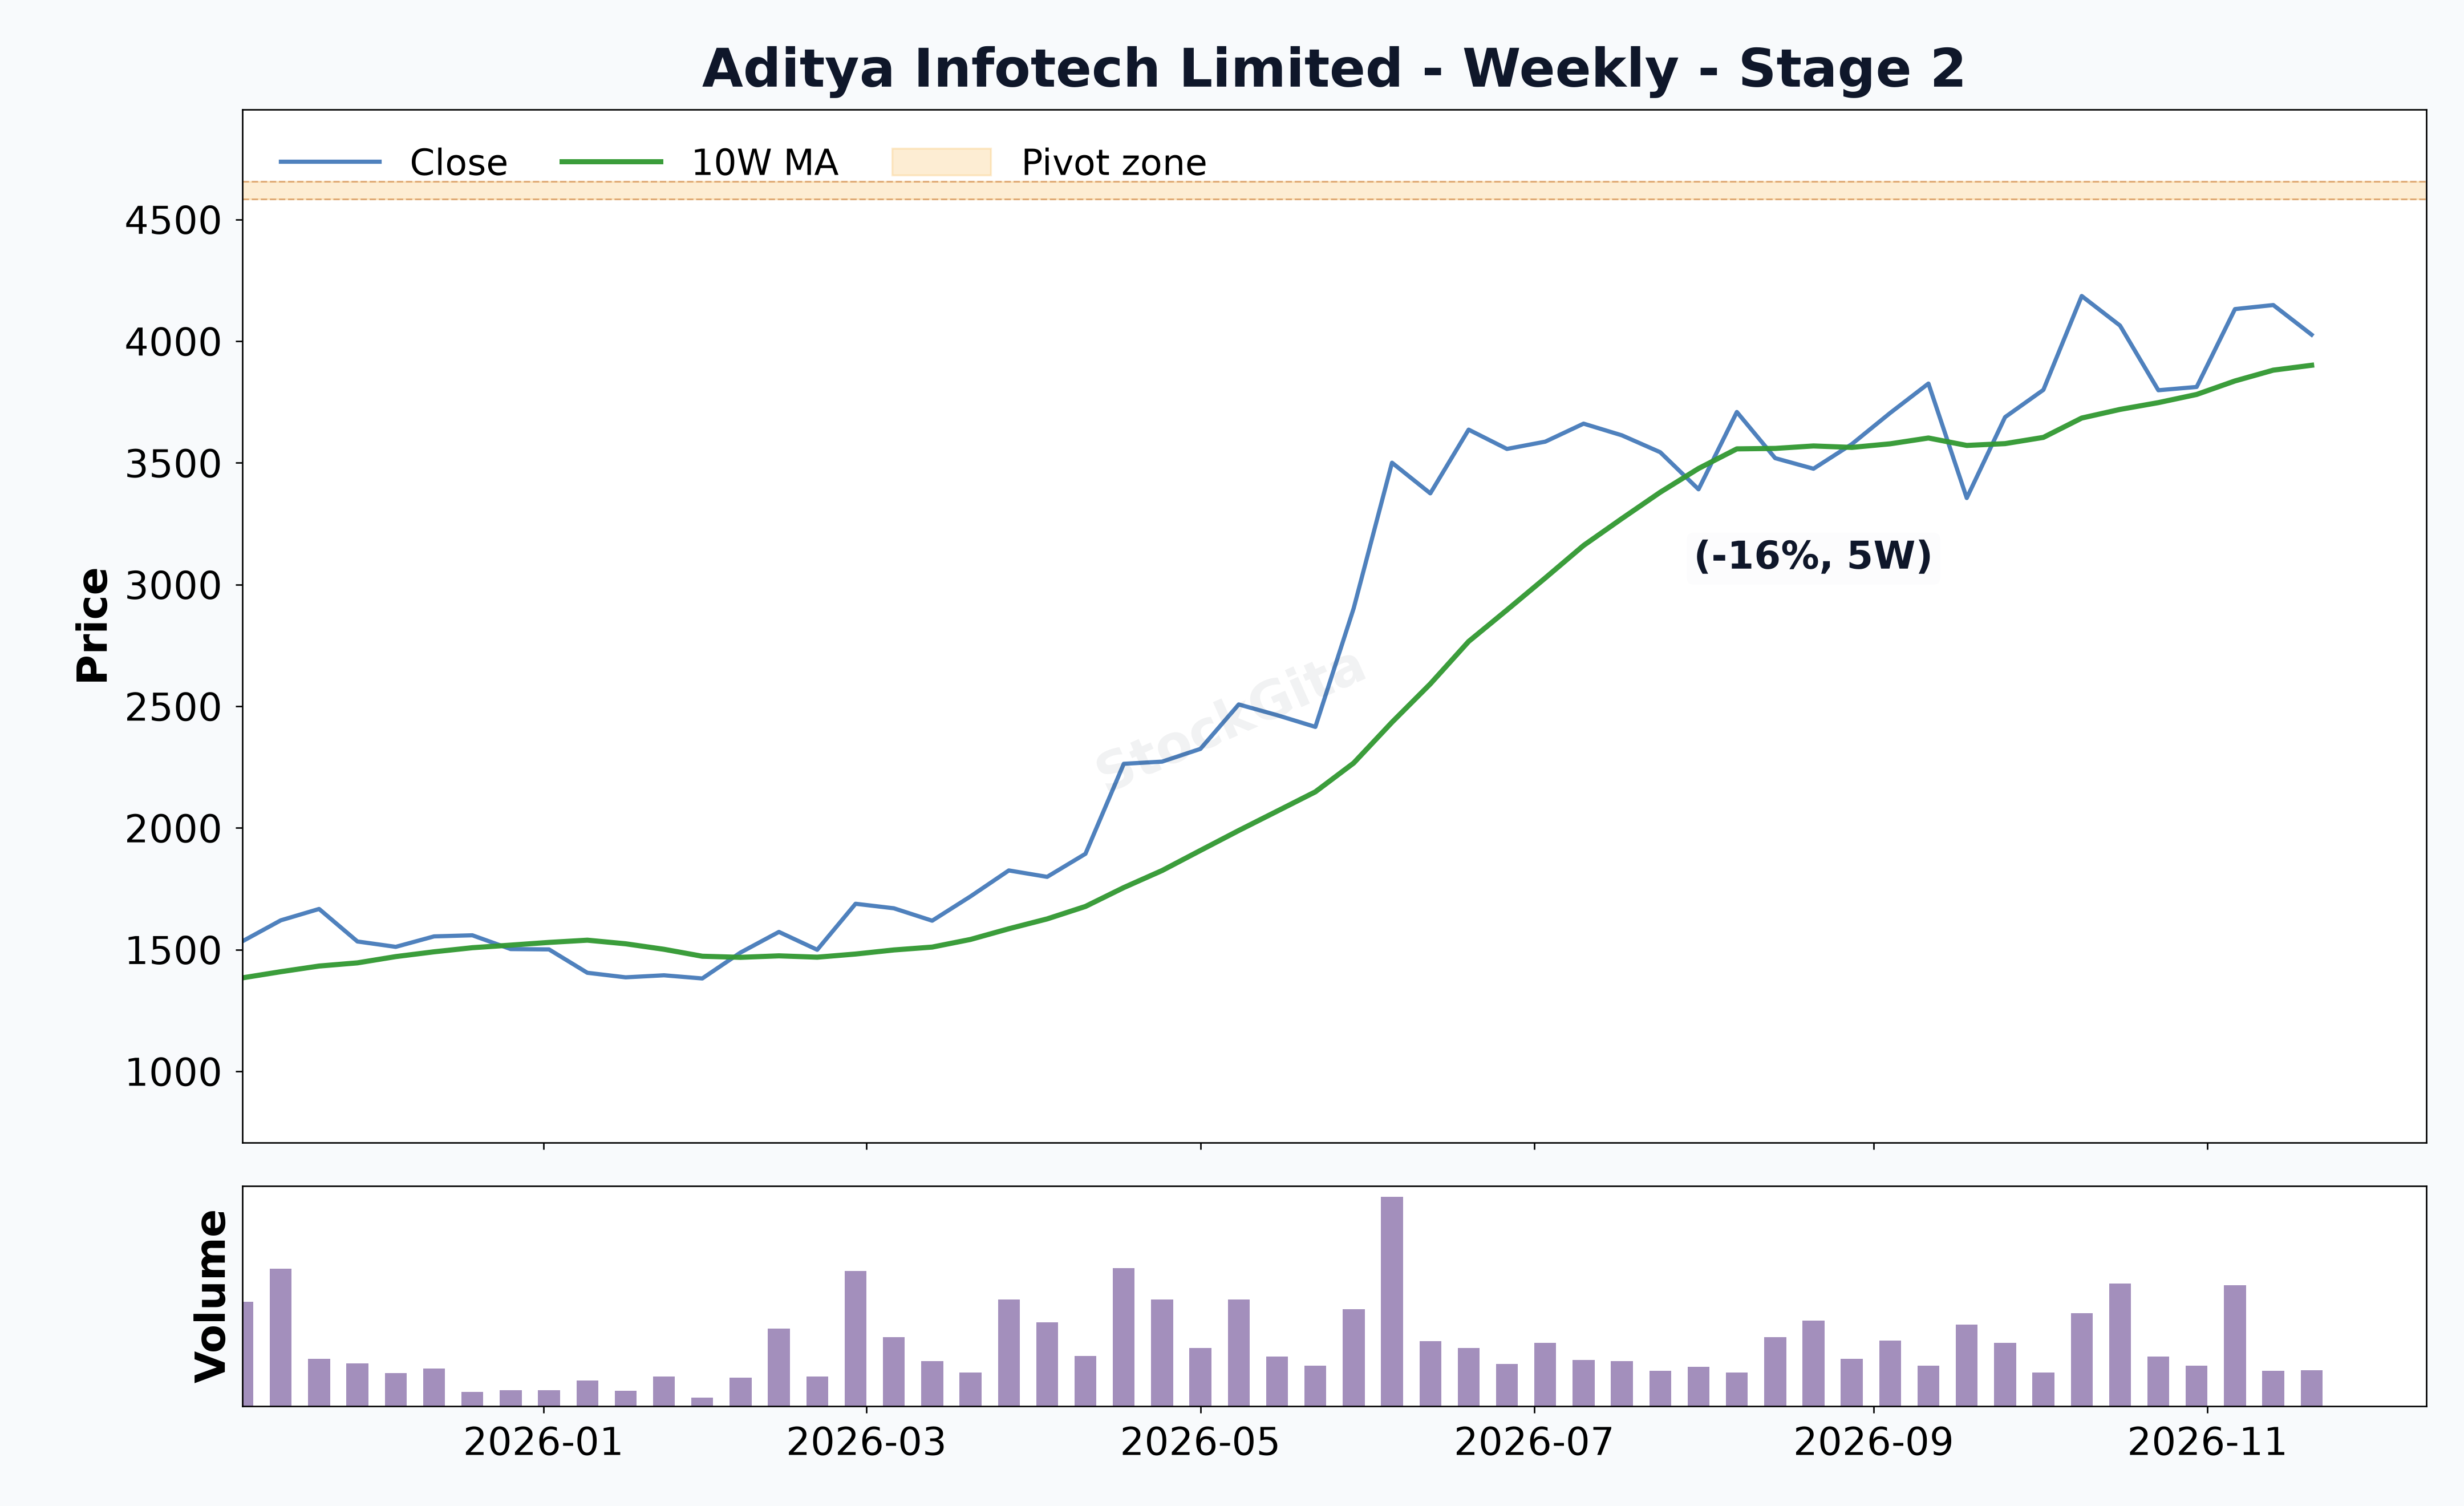 Aditya Infotech Limited - Weekly - Stage 2
Close 10W MA Pivot zone
4500
4000
3500
3000
2500
2000
1500
1000
Price
(-16%, 5W)
StockGita
Volume
2026-01 2026-03 2026-05 2026-07 2026-09 2026-11